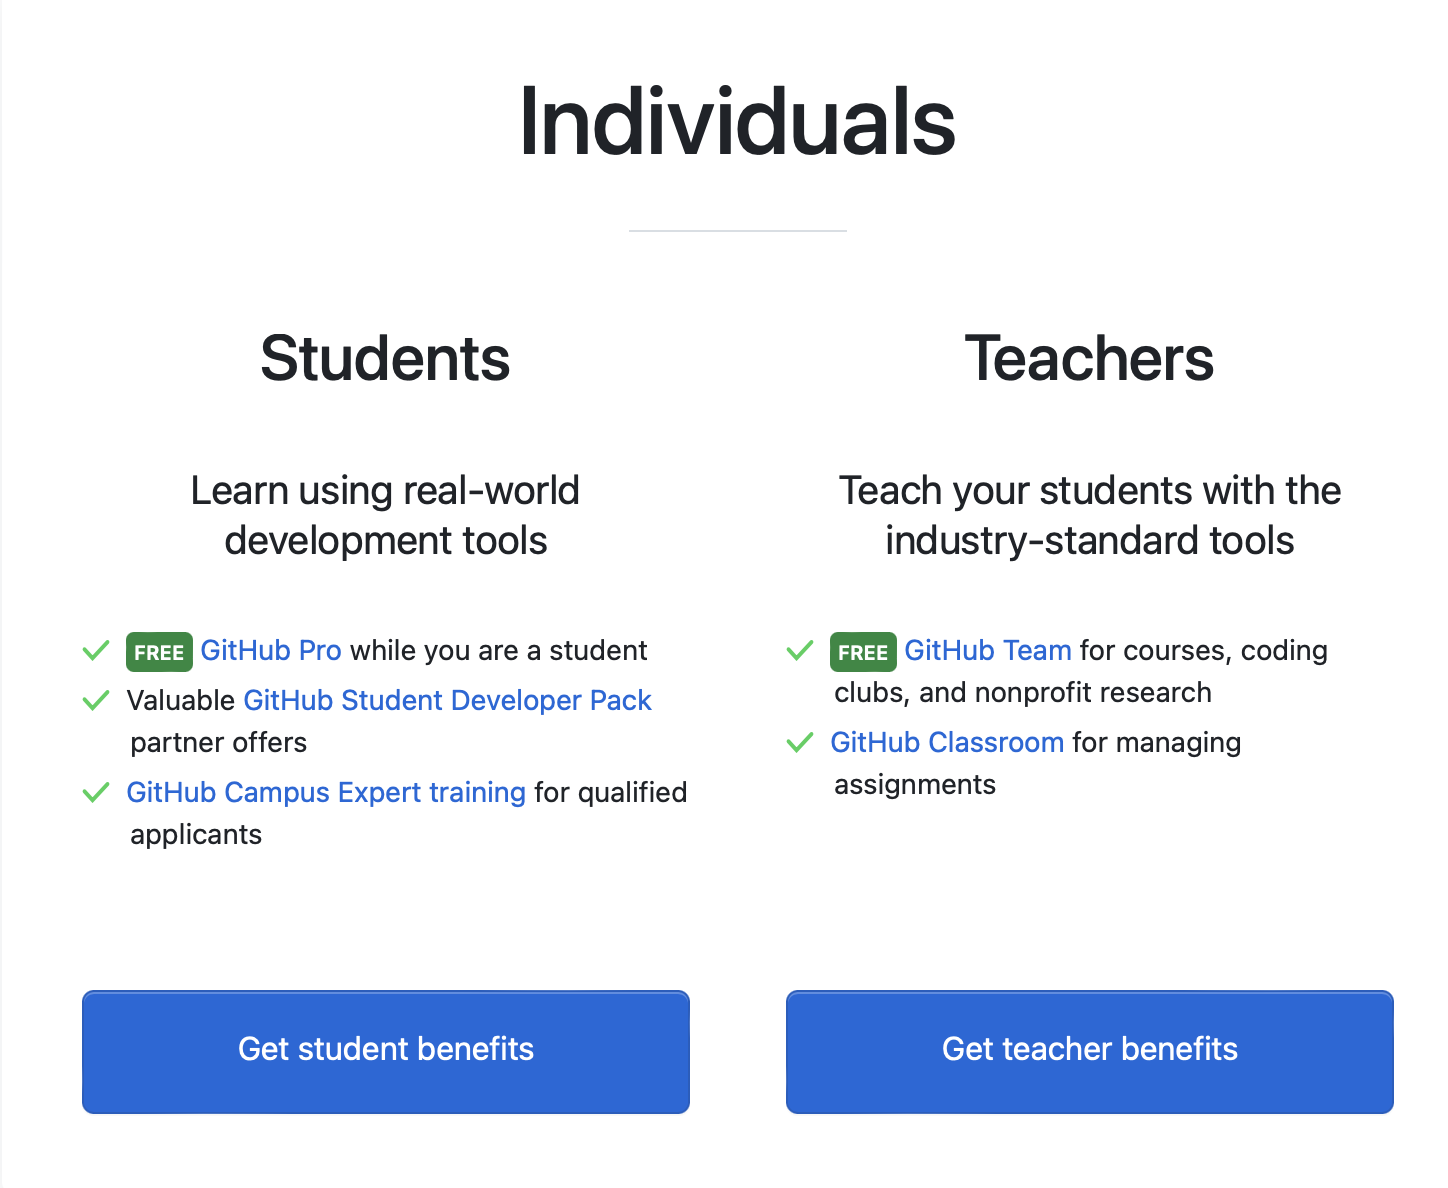 Individuals
Students
Learn using real-world
development tools
FREE GitHub Pro while you are a student
Valuable GitHub Student Developer Pack
partner offers
GitHub Campus Expert training for qualified
applicants
Get student benefits
Teachers
Teach your students with the
industry-standard tools
FREE GitHub Team for courses, coding
clubs, and nonprofit research
GitHub Classroom for managing
assignments
Get teacher benefits